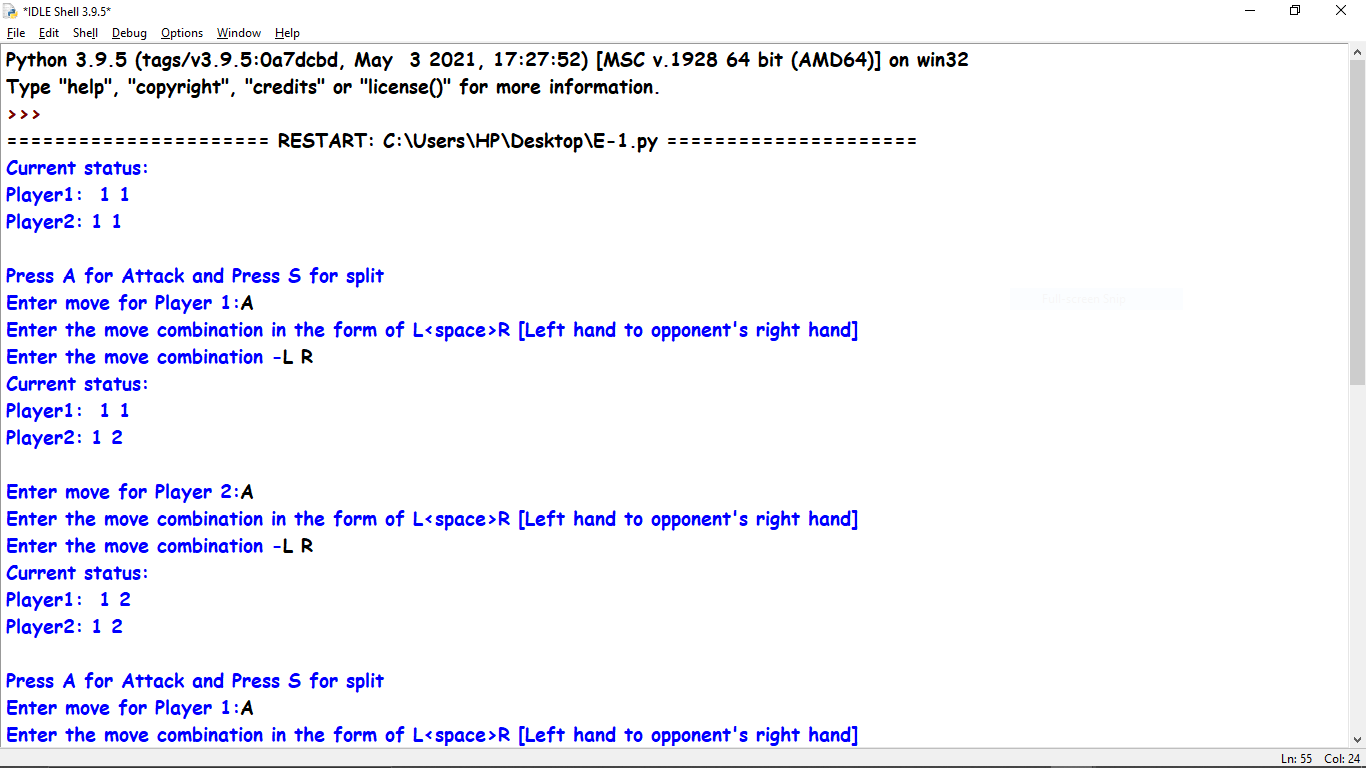 *IDLE Shell 3.9.5*
File Edit Shell Debug Options Window Help
Python 3.9.5 (tags/v3.9.5:0a7dcbd, May  3 2021, 17:27:52) [MSC v.1928 64 bit (AMD64)] on win32
Type "help", "copyright", "credits" or "license()" for more information.
>>>
====================== RESTART: C:\Users\HP\Desktop\E-1.py =====================
Current status:
Player1:  1 1
Player2: 1 1
Press A for Attack and Press S for split
Enter move for Player 1:A
Enter the move combination in the form of L<space>R [Left hand to opponent's right hand]
Enter the move combination -L R
Current status:
Player1:  1 1
Player2: 1 2
Enter move for Player 2:A
Enter the move combination in the form of L<space>R [Left hand to opponent's right hand]
Enter the move combination -L R
Current status:
Player1:  1 2
Player2: 1 2
Press A for Attack and Press S for split
Enter move for Player 1:A
Enter the move combination in the form of L<space>R [Left hand to opponent's right hand]
Ln: 55 Col: 24